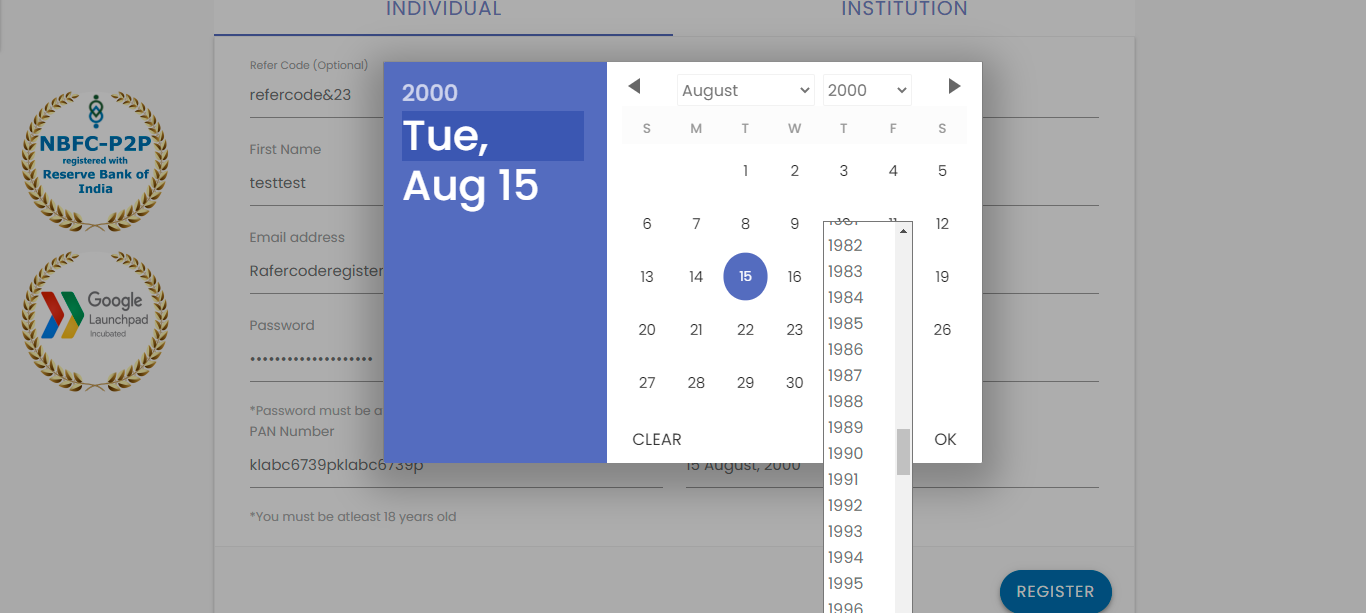 INDIVIDUAL
INSTITUTION
Refer Code (Optional)
refercode&23
First Name
testtest
Email address
Rafercoderegister
Password
•••••••••••••••••••
*Password must be a
PAN Number
klabc6739pklabc6739p
15 August, 2000
*You must be atleast 18 years old
REGISTER
NBFC-P2P
registered with
Reserve Bank of
India
Google
Launchpad
Incubated
2000
Tue,
Aug 15
August 2000
S M T W T F S
1 2 3 4 5
6 7 8 9 12
13 14 15 16 19
20 21 22 23 26
27 28 29 30
CLEAR
OK
1981
1982
1983
1984
1985
1986
1987
1988
1989
1990
1991
1992
1993
1994
1995
1996